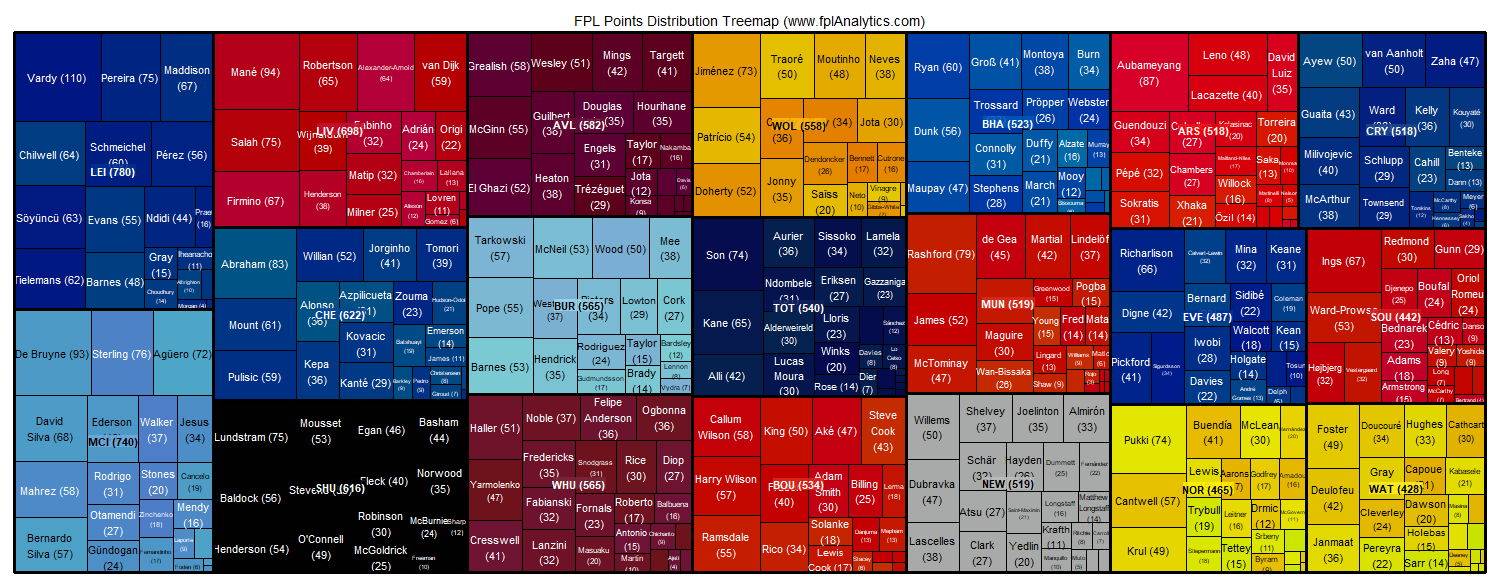 FPL Points Distribution Treemap (www.fplAnalytics.com)
Vardy (110)
Pereira (75)
Maddison
(67)
Chilwell (64)
Schmeichel
(60)
Pérez (56)
LEI (780)
Söyüncü (63)
Evans (55)
Ndidi (44)
(16)
Tielemans (62)
Barnes (48)
Gray
(15)
Iheanacho
(11)
Choudhury
(14)
Albrighton
(10)
Morgan (4)
De Bruyne (93)
Sterling (76)
Agüero (72)
David
Silva (68)
Ederson
MCI (740)
Walker
(37)
Jesus
(34)
Mahrez (58)
Rodrigo
(31)
Stones
(20)
Cancelo
(19)
Otamendi
(27)
Zinchenko
(18)
Mendy
(16)
Bernardo
Silva (57)
Gündogan
(24)
Fernandinho
(17)
Laporte
Foden (6)
Mané (94)
Robertson
(65)
Alexander-Arnold
(64)
van Dijk
(59)
Salah (75)
Wijnaldum
(39)
LIV (698)
Fabinho
(32)
Adrián
(24)
Origi
(22)
Matip (32)
Chamberlain
Lallana
(13)
Firmino (67)
Henderson
(38)
Milner (25)
Allisson
(12)
Lovren
(11)
Gomez (6)
Abraham (83)
Willian (52)
Jorginho
(41)
Tomori
(39)
Alonso
(36)
CHE (622)
Azpilicueta
Zouma
(23)
Hudson-Odoi
(21)
Mount (61)
Kovacic
(31)
Batshuayi
(19)
Emerson
(14)
James (11)
Pulisic (59)
Kepa
(36)
Kanté (29)
Barkley
Pedro
Christensen
(8)
Giroud (7)
Lundstram (75)
Mousset
(53)
Egan (46)
Basham
(44)
Baldock (56)
SHU (616)
Fleck (40)
Norwood
(35)
Robinson
(30)
McBurnie
(24)
Sharp
(12)
Henderson (54)
O'Connell
(49)
McGoldrick
(25)
Freeman
(10)
Grealish (58)
Wesley (51)
Mings
(42)
Targett
(41)
McGinn (55)
Guilbert
(36)
AVL (582)
Douglas
(35)
Hourihane
(35)
Engels
(31)
Taylor
(17)
Nakamba
(16)
El Ghazi (52)
Heaton
(38)
Trézéguet
(29)
Jota
(12)
Konsa
(9)
Davis
(6)
Tarkowski
(57)
McNeil (53)
Wood (50)
Mee
(38)
Pope (55)
(37)
BUR (565)
(34)
Lowton
(29)
Cork
(27)
Barnes (53)
Hendrick
(35)
Rodriguez
(24)
Taylor
(15)
Bardsley
(12)
Lennon
(8)
Gudmundsson
(17)
Brady
(14)
Vydra (7)
Haller (51)
Noble (37)
Felipe
Anderson
(36)
Ogbonna
(36)
Yarmolenko
(47)
Fredericks
(35)
Snodgrass
(31)
WHU (565)
Rice
(30)
Diop
(27)
Fabianski
(32)
Fornals
(23)
Roberto
(17)
Balbuena
(16)
Cresswell
(41)
Lanzini
(32)
Masuaku
(20)
Antonio
(15)
Chicharito
(9)
Martin
(10)
Ajeti
(4)
Jiménez (73)
Traoré
(50)
Moutinho
(48)
Neves
(38)
Patrício (54)
(36)
WOL (558)
(34)
Jota (30)
Dendoncker
(26)
Bennett
(17)
Cutrone
(16)
Doherty (52)
Jonny
(35)
Saïss
(20)
Neto
(10)
Vinagre
(9)
Gibbs-White
Son (74)
Aurier
(36)
Sissoko
(34)
Lamela
(32)
Ndombele
(31)
Eriksen
(27)
Gazzaniga
(23)
TOT (540)
Kane (65)
Alderweireld
(30)
Lloris
(23)
Sánchez
(12)
Alli (42)
Lucas
Moura
(30)
Winks
(20)
Davies
(8)
Lo
Celso
(8)
Rose (14)
Dier
(7)
Callum
Wilson (58)
King (50)
Aké (47)
Steve
Cook (43)
Harry Wilson
(57)
BOU (534)
(40)
Adam
Smith
(30)
Billing
(25)
Lerma
(18)
Ramsdale
(55)
Rico (34)
Solanke
(18)
Danjuma
(13)
Mepham
(13)
Lewis
Cook (17)
Stacey
(6)
Ryan (60)
Groß (41)
Montoya
(38)
Burn
(34)
Dunk (56)
Trossard
BHA (523)
Pröpper
(26)
Webster
(24)
Connolly
(31)
Duffy
(21)
Alzate
(16)
Murray
(13)
Maupay (47)
Stephens
(28)
March
(21)
Mooy
(12)
Bissouma
Rashford (79)
de Gea
(45)
Martial
(42)
Lindelöf
(37)
MUN (519)
Greenwood
(15)
Pogba
(15)
James (52)
Maguire
(30)
Young
(15)
Fred
(14)
Mata
(14)
McTominay
(47)
Wan-Bissaka
(26)
Lingard
(13)
Williams
(9)
Matic
Shaw (9)
Rojo
(3)
Willems
(50)
Shelvey
(37)
Joelinton
(35)
Almirón
(33)
Dubravka
(47)
Schär
(32)
NEW (519)
Hayden
(26)
Dummett
(25)
Fernández
(22)
Atsu (27)
Saint-Maximin
(21)
Longstaff
(16)
Matthew
Longstaff
(14)
Lascelles
(38)
Clark
(27)
Yedlin
(20)
Krafth
(11)
Ritchie
(8)
Manquillo
(10)
Muto
(5)
Aubameyang
(87)
Leno (48)
David
Luiz
(35)
Lacazette (40)
Guendouzi
(34)
(27)
ARS (518)
Kolasinac
(20)
Torreira
(20)
Pépé (32)
Chambers
(27)
Maitland-Niles
(17)
Saka
(13)
Willock
(16)
Martinelli
(8)
Nelson
(5)
Sokratis
(31)
Xhaka
(21)
Özil (14)
Richarlison
(66)
Calvert-Lewin
(32)
Mina
(32)
Keane
(31)
Digne (42)
Bernard
EVE (487)
Sidibé
(22)
Coleman
(19)
Iwobi
(28)
Walcott
(18)
Kean
(15)
Pickford
(41)
Sigurdsson
(34)
Davies
(22)
Holgate
(14)
Tosun
(10)
André
Gomes (13)
Delph
(6)
Pukki (74)
Buendía
(41)
McLean
(30)
Hernández
(20)
Cantwell (57)
Lewis
NOR (465)
Aarons
Godfrey
(17)
Amadou
(16)
Trybull
(19)
Leitner
(16)
Drmic
(12)
McGovern
(11)
Krul (49)
Stiepermann
(18)
Tettey
(15)
Srbeny
(11)
Byram
(9)
Ayew (50)
van Aanholt
(50)
Zaha (47)
Guaita (43)
Ward
CRY (518)
Kelly
(36)
Kouyaté
(30)
Milivojevic
(40)
Schlupp
(29)
Cahill
(23)
Benteke
(13)
Dann (13)
McArthur
(38)
Townsend
(29)
Tomkins
(12)
McCarthy
(8)
Meyer
(6)
Hennessey
(6)
Sakho
(4)
Ings (67)
Redmond
(30)
Gunn (29)
Djenepo
(25)
Boufal
(24)
Oriol
Romeu
(24)
Ward-Prowse
(53)
SOU (442)
Bednarek
(23)
Cédric
(13)
Danso
(9)
Højbjerg
(32)
Vestergaard
(32)
Adams
(18)
Valery
(9)
Yoshida
(9)
Armstrong
(15)
Long
(7)
McCarthy
(7)
Bertrand (4)
Foster
(49)
Doucouré
(34)
Hughes
(33)
Cathcart
(30)
Deulofeu
(42)
Gray
WAT (428)
Capoue
(21)
Kabasele
(21)
Cleverley
(24)
Dawson
(20)
Masina
(8)
Janmaat
(36)
Pereyra
(22)
Holebas
(15)
Sarr (14)
Deeney
(5)